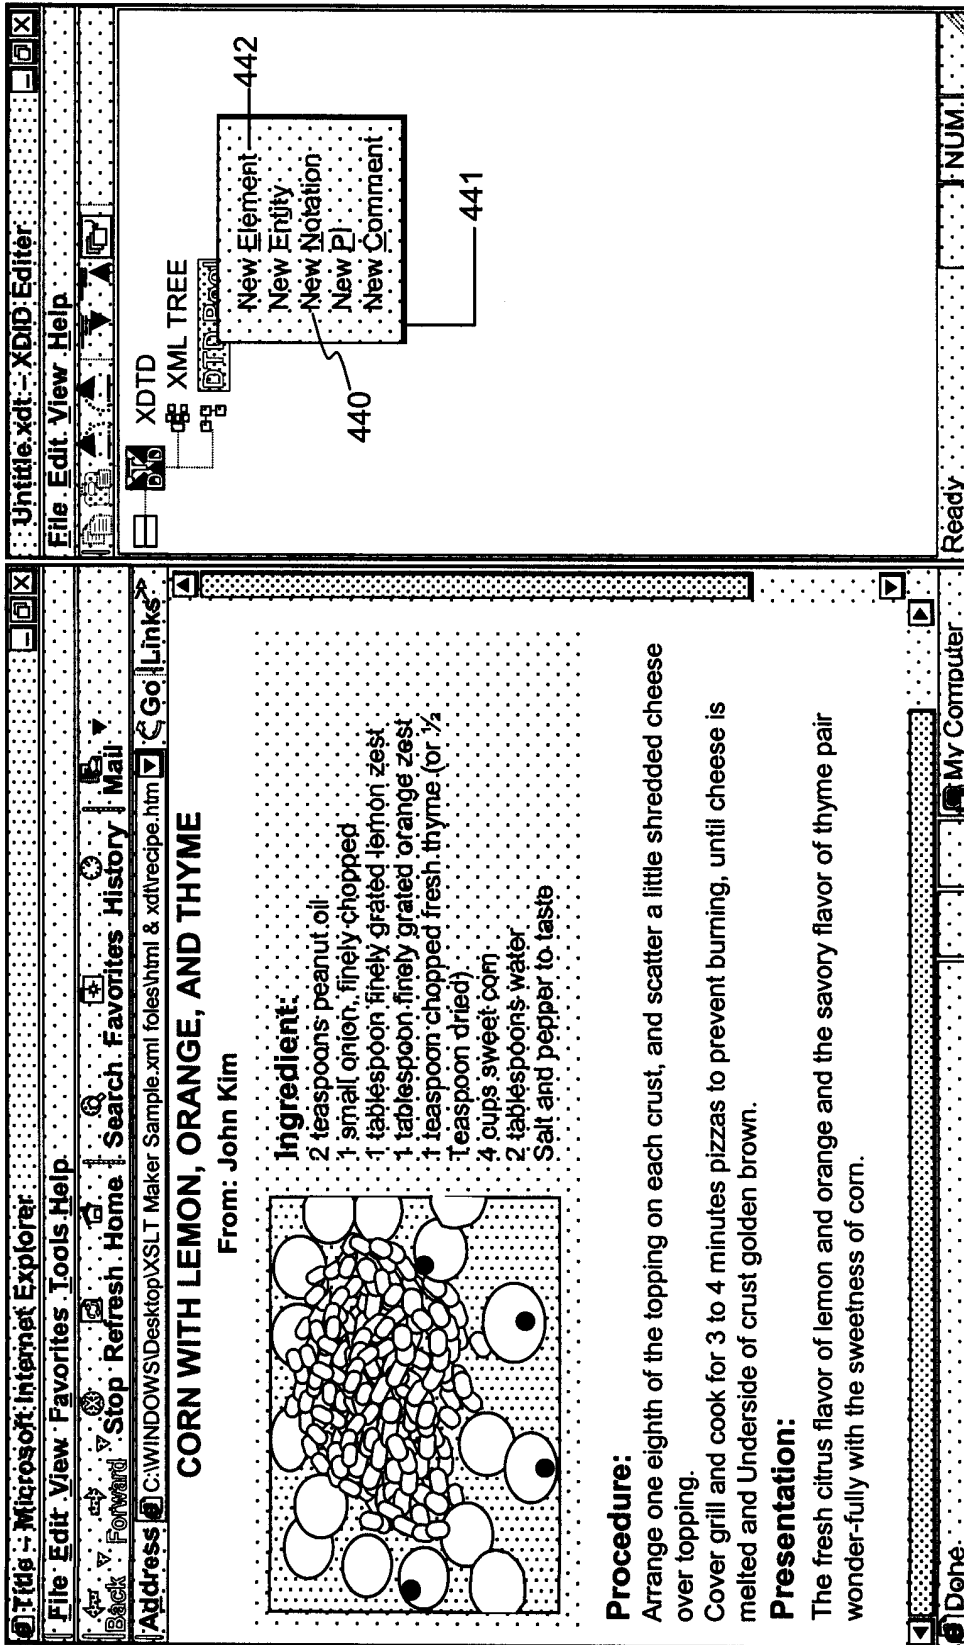 Title – Microsoft Internet Explorer
File Edit View Favorites Tools Help
Back Forward Stop Refresh Home Search Favorites History Mail
Address C:\WINDOWS\Desktop\XSLT Maker Sample.xml foles\html & xdt\recipe.htm Go Links >>
CORN WITH LEMON, ORANGE, AND THYME
From: John Kim
Ingredient:
2 teaspoons peanut oil
1 small onion, finely chopped
1 tablespoon finely grated lemon zest
1 tablespoon finely grated orange zest
1 teaspoon chopped fresh thyme (or ½
teaspoon dried)
4 cups sweet corn
2 tablespoons water
Salt and pepper to taste
Procedure:
Arrange one eighth of the topping on each crust, and scatter a little shredded cheese
over topping.
Cover grill and cook for 3 to 4 minutes pizzas to prevent burning, until cheese is
melted and Underside of crust golden brown.
Presentation:
The fresh citrus flavor of lemon and orange and the savory flavor of thyme pair
wonder-fully with the sweetness of corn.
Done
My Computer
Untitle.xdt – XDID Editer
File Edit View Help
XDTD
XML TREE
DTD Pool
New Element
New Entity
New Notation
New PI
New Comment
440
441
442
Ready
NUM